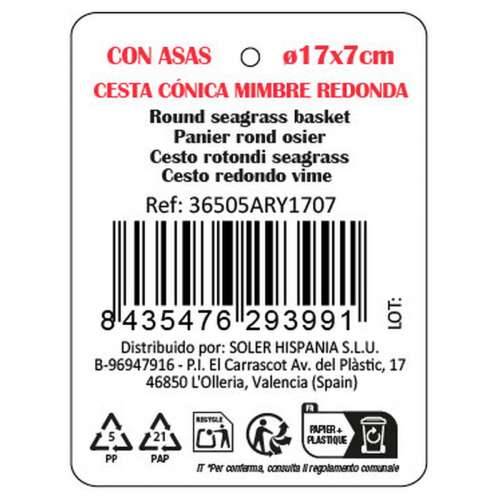 CON ASAS ø17x7cm
CESTA CÓNICA MIMBRE REDONDA
Round seagrass basket
Panier rond osier
Cesto rotondi seagrass
Cesto redondo vime
Ref: 36505ARY1707
8 435476 293991
LOT:
Distribuido por: SOLER HISPANIA S.L.U.
B-96947916 - P.I. El Carrascot Av. del Plàstic, 17
46850 L'Olleria, Valencia (Spain)
5
PP
21
PAP
RECYCLE
FR
PAPIER +
PLASTIQUE
IT *Per conferma, consulta il regolamento comunale